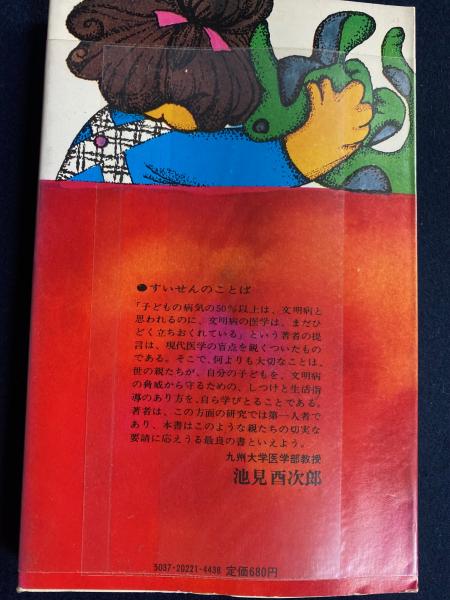 ●すいせんのことば
「子どもの病気の50％以上は、文明病と
思われるのに、文明病の医学は、まだひ
どく立ちおくれている」という著者の提
言は、現代医学の盲点を鋭くついたもの
である。そこで、何よりも大切なことは、
世の親たちが、自分の子どもを、文明病
の脅威から守るための、しつけと生活指
導のあり方を、自ら学びとることである。
著者は、この方面の研究では第一人者で
あり、本書はこのような親たちの切実な
要請に応えうる最良の書といえよう。
九州大学医学部教授
池見酉次郎
5037-20221-4438 定価680円